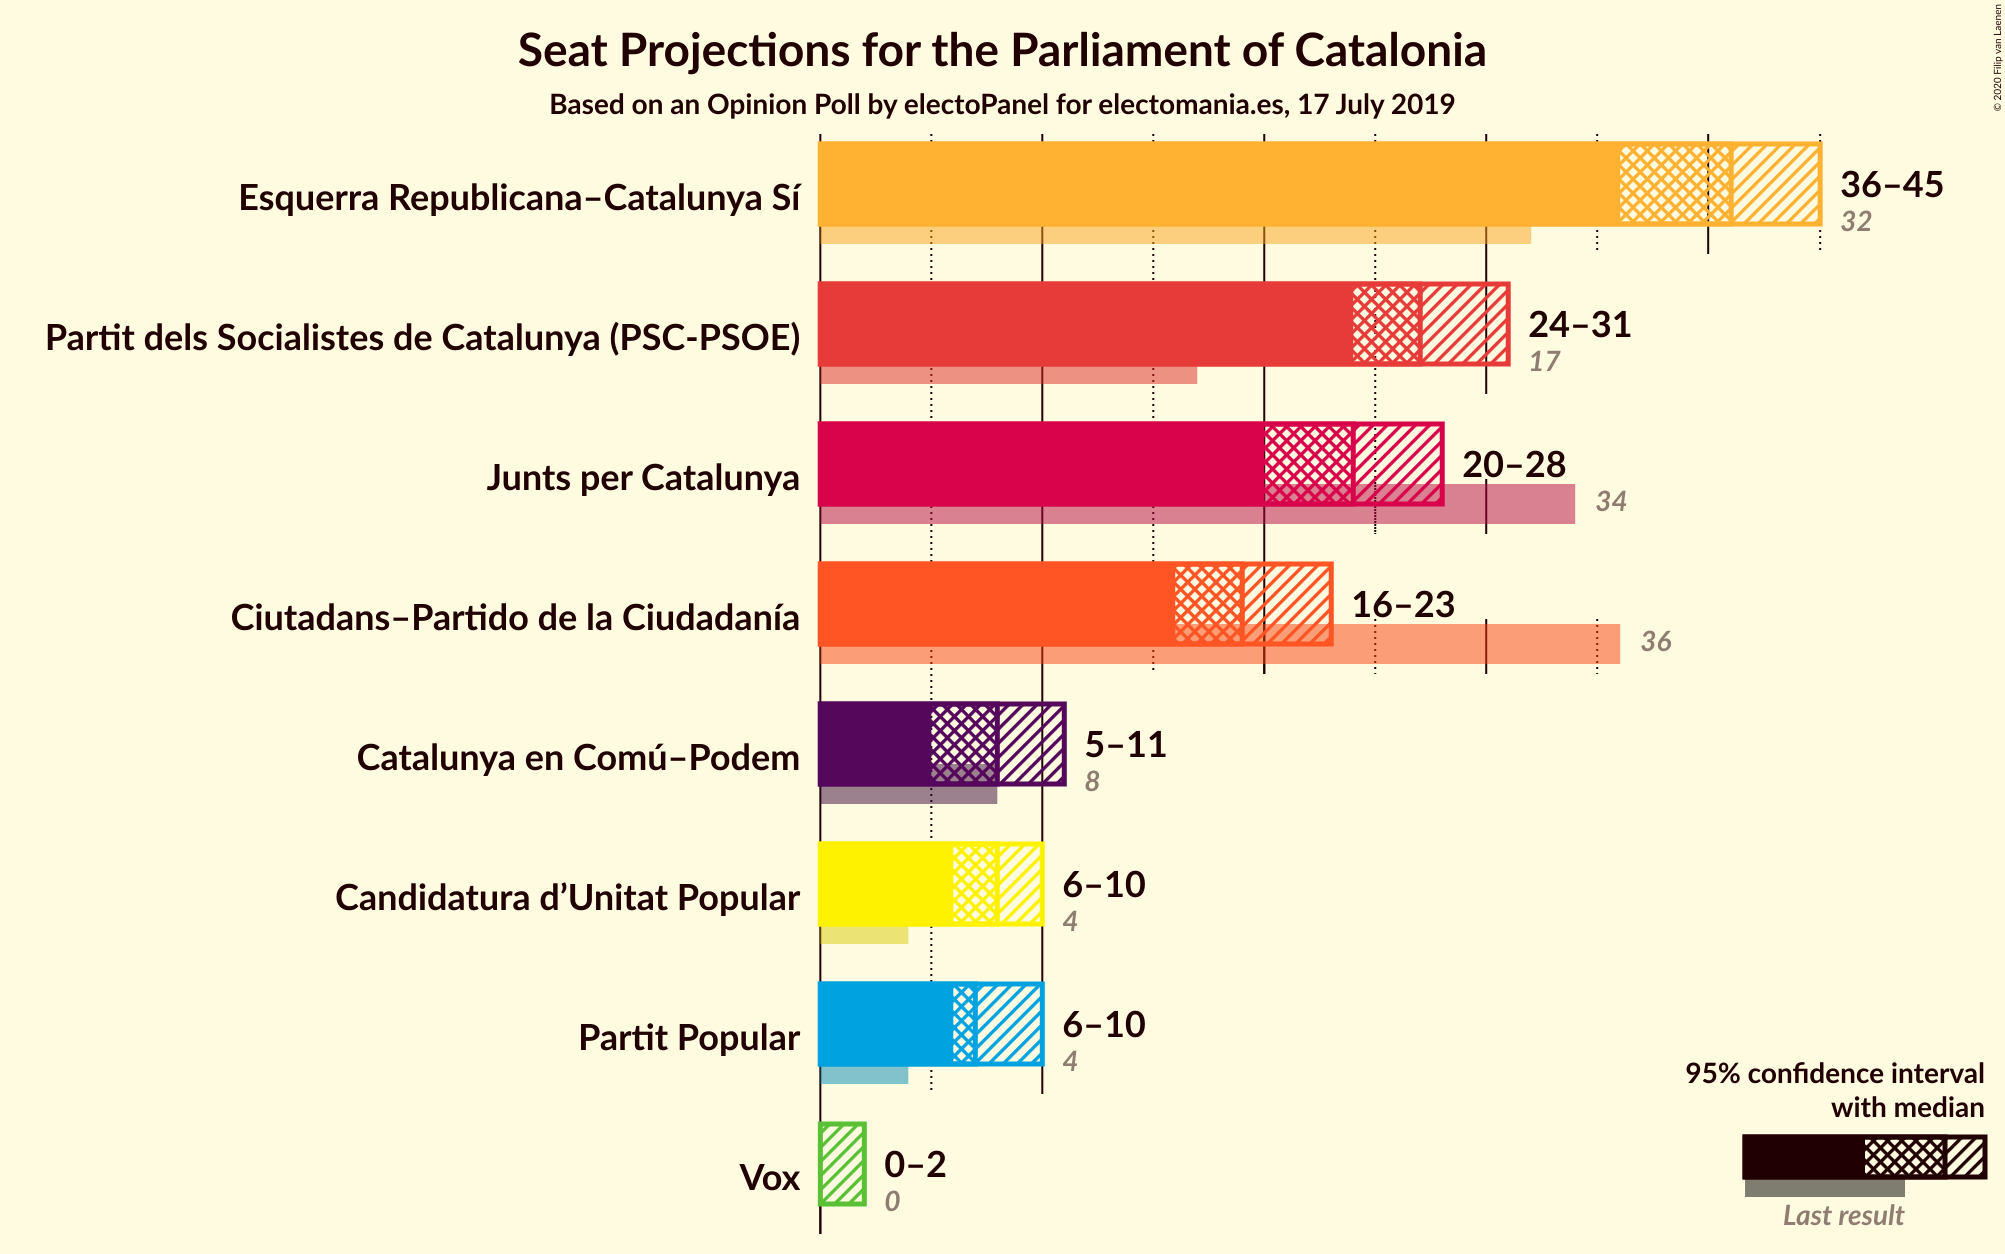 Seat Projections for the Parliament of Catalonia
Based on an Opinion Poll by electoPanel for electomania.es, 17 July 2019
© 2020 Filip van Laenen
Esquerra Republicana–Catalunya Sí
36–45
32
Partit dels Socialistes de Catalunya (PSC-PSOE)
24–31
17
Junts per Catalunya
20–28
34
Ciutadans–Partido de la Ciudadanía
16–23
36
Catalunya en Comú–Podem
5–11
8
Candidatura d’Unitat Popular
6–10
4
Partit Popular
6–10
4
Vox
0–2
0
95% confidence interval
with median
Last result